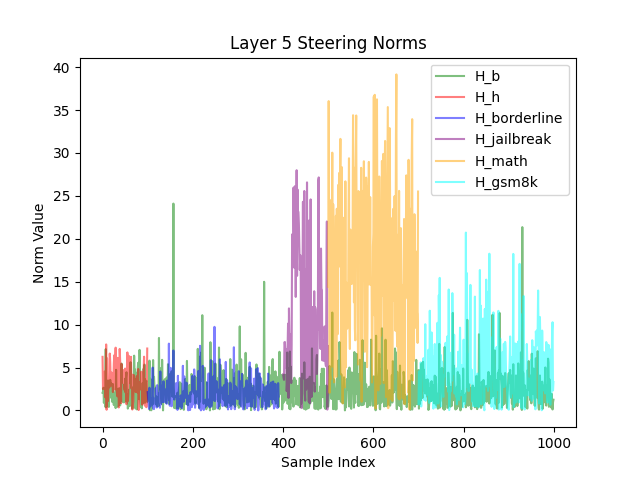 Layer 5 Steering Norms
40
35
30
25
20
15
10
5
0
Norm Value
H_b
H_h
H_borderline
H_jailbreak
H_math
H_gsm8k
0
200
400
600
800
1000
Sample Index